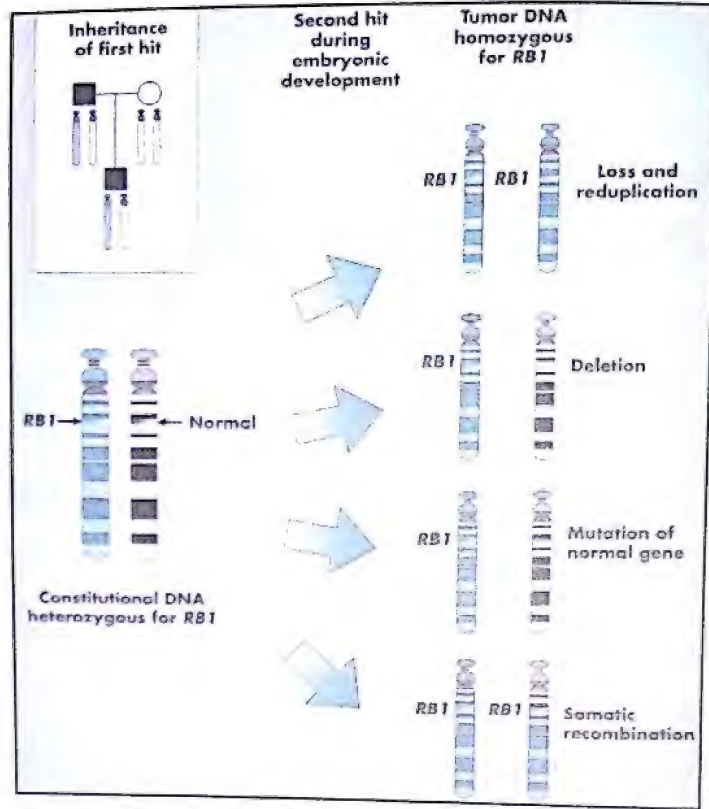 Inheritance
of first hit
Second hit
during
embryonic
development
Tumor DNA
homozygous
for RB1
RB1
RB1
Loss and
reduplication
RB1
Deletion
RB1
Normal
RB1
Mutation of
normal gene
Constitutional DNA
heterozygous for RB1
RB1
RB1
Somatic
recombination